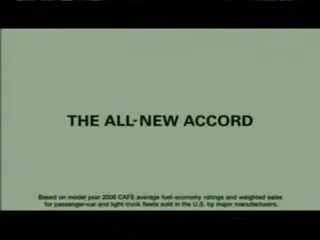 THE ALL-NEW ACCORD
Based on model year 2006 CAFE average fuel-economy ratings and weighted sales
for passenger-car and light-truck fleets sold in the U.S. by major manufacturers.